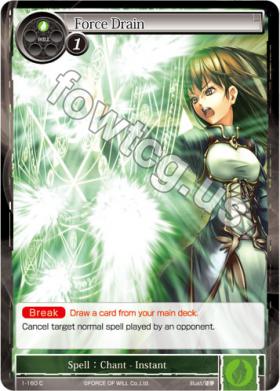 Force Drain
WILL
1
fowtcg.us
Break Draw a card from your main deck.
Cancel target normal spell played by an opponent.
1-160 C
©FORCE OF WILL Co.,Ltd.
Spell : Chant - Instant